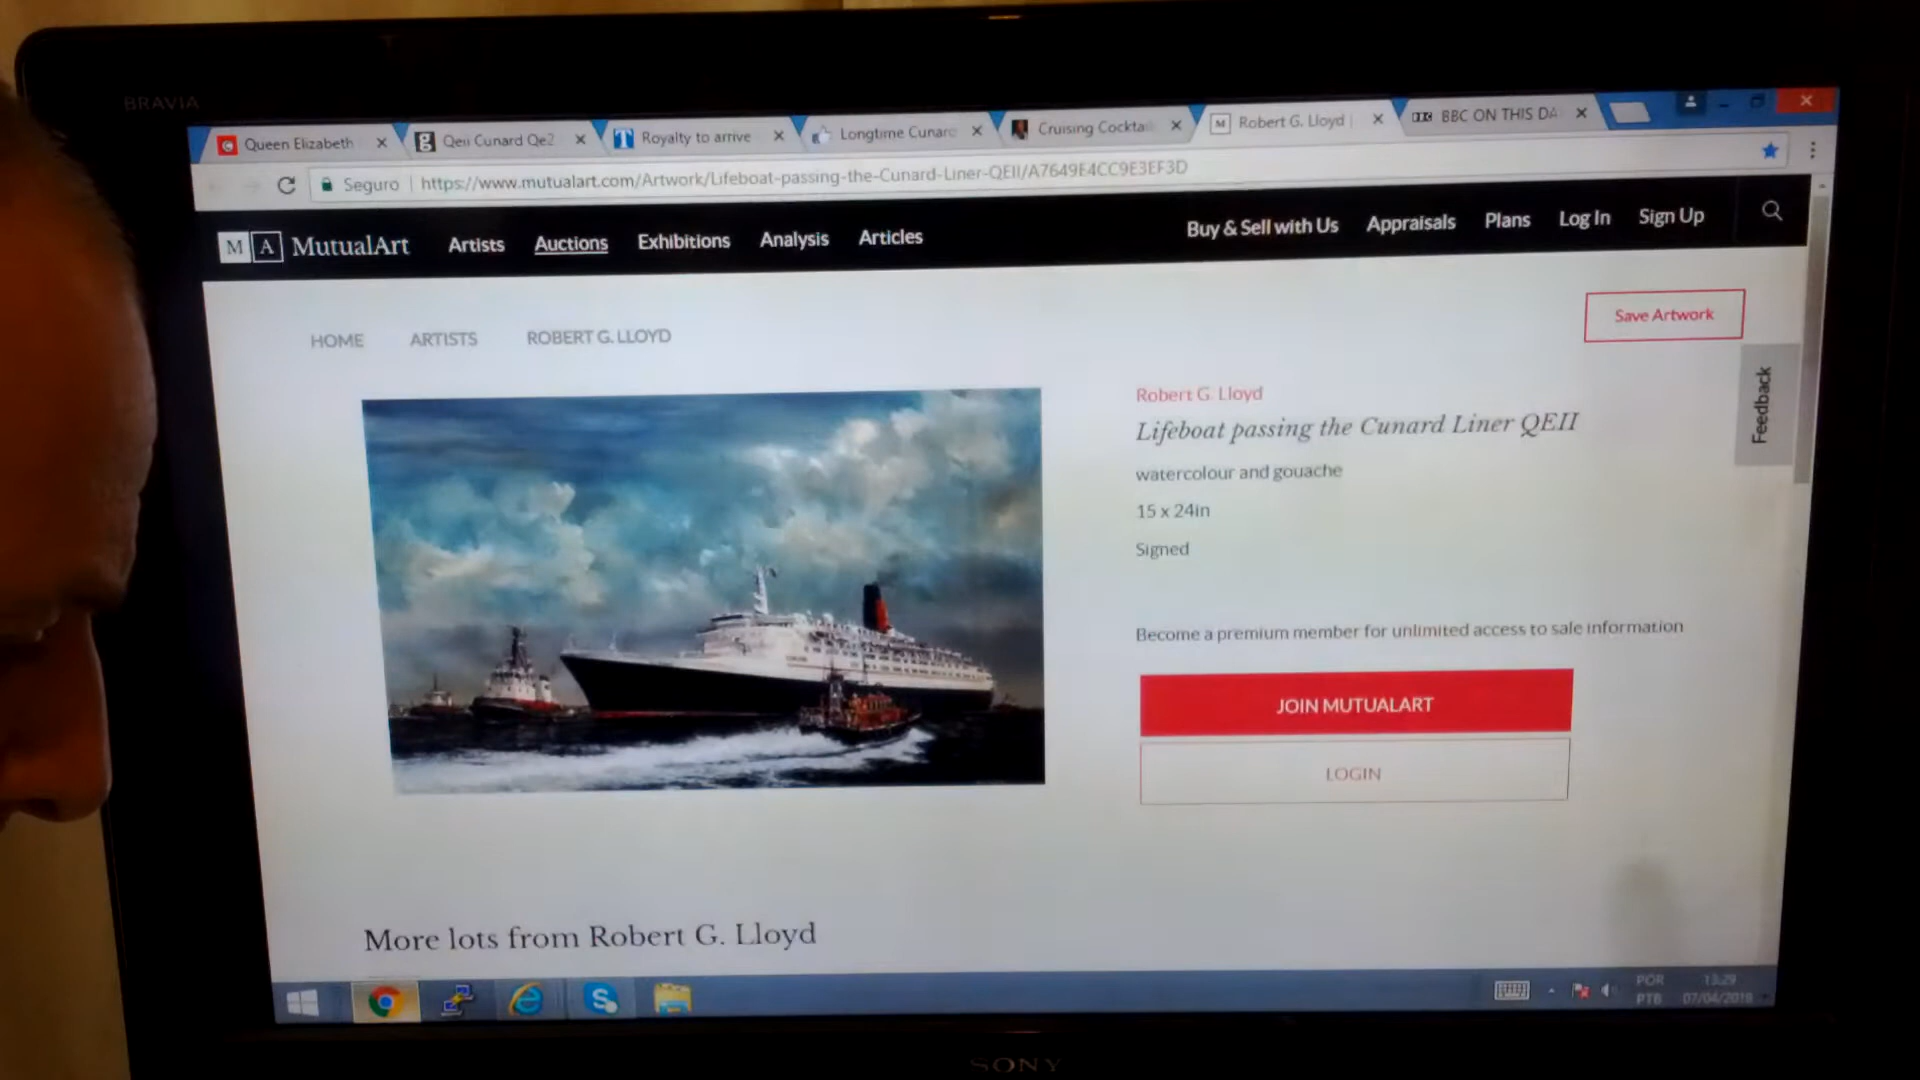 BRAVIA
Queen Elizabeth
Qeii Cunard Qe2
Royalty to arrive
Longtime Cunard
Cruising Cocktai
Robert G. Lloyd |
BBC ON THIS DA
Seguro
https://www.mutualart.com/Artwork/Lifeboat-passing-the-Cunard-Liner-QEII/A7649E4CC9E3EF3D
M A MutualArt
Artists
Auctions
Exhibitions
Analysis
Articles
Buy & Sell with Us
Appraisals
Plans
Log In
Sign Up
Save Artwork
Feedback
HOME
ARTISTS
ROBERT G. LLOYD
Robert G. Lloyd
Lifeboat passing the Cunard Liner QEII
watercolour and gouache
15 x 24in
Signed
Become a premium member for unlimited access to sale information
JOIN MUTUALART
LOGIN
More lots from Robert G. Lloyd
POR
PTB
13:29
07/04/2018
SONY